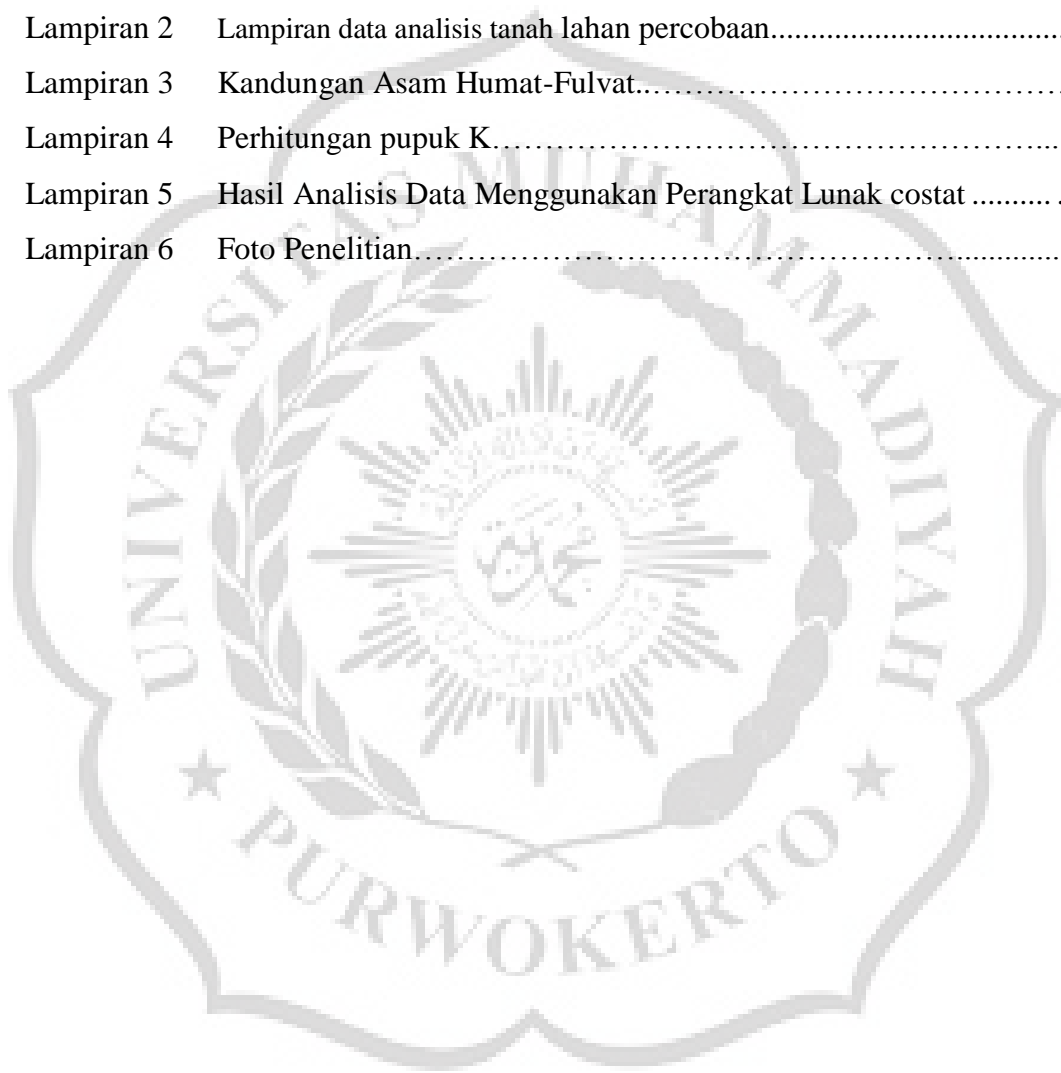 Lampiran 2 Lampiran data analisis tanah lahan percobaan....................................
Lampiran 3 Kandungan Asam Humat-Fulvat..……………………………………
Lampiran 4 Perhitungan pupuk K…………………………………………………....
Lampiran 5 Hasil Analisis Data Menggunakan Perangkat Lunak costat ......... .
Lampiran 6 Foto Penelitian………………………………………………............
UNIVERSITAS MUHAMMADIYAH
★ PURWOKERTO ★